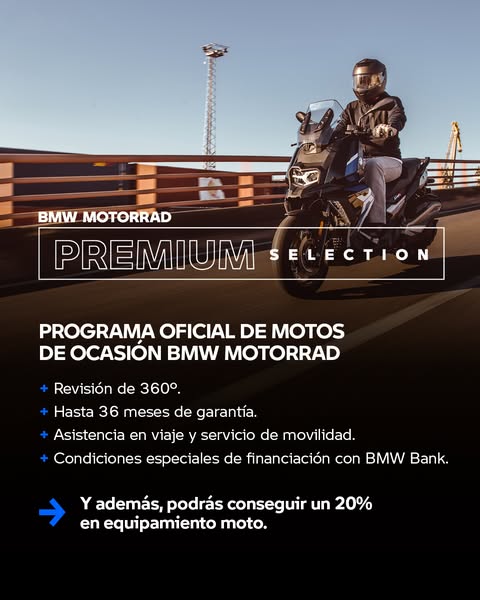 BMW MOTORRAD
PREMIUM SELECTION
PROGRAMA OFICIAL DE MOTOS
DE OCASIÓN BMW MOTORRAD
+ Revisión de 360º.
+ Hasta 36 meses de garantía.
+ Asistencia en viaje y servicio de movilidad.
+ Condiciones especiales de financiación con BMW Bank.
Y además, podrás conseguir un 20%
en equipamiento moto.